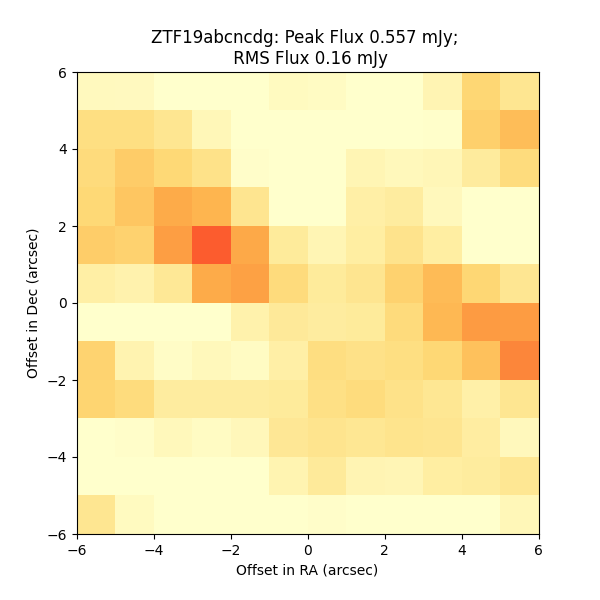 ZTF19abcncdg: Peak Flux 0.557 mJy;
RMS Flux 0.16 mJy
6
4
2
0
−2
−4
−6
Offset in Dec (arcsec)
−6 −4 −2 0 2 4 6
Offset in RA (arcsec)